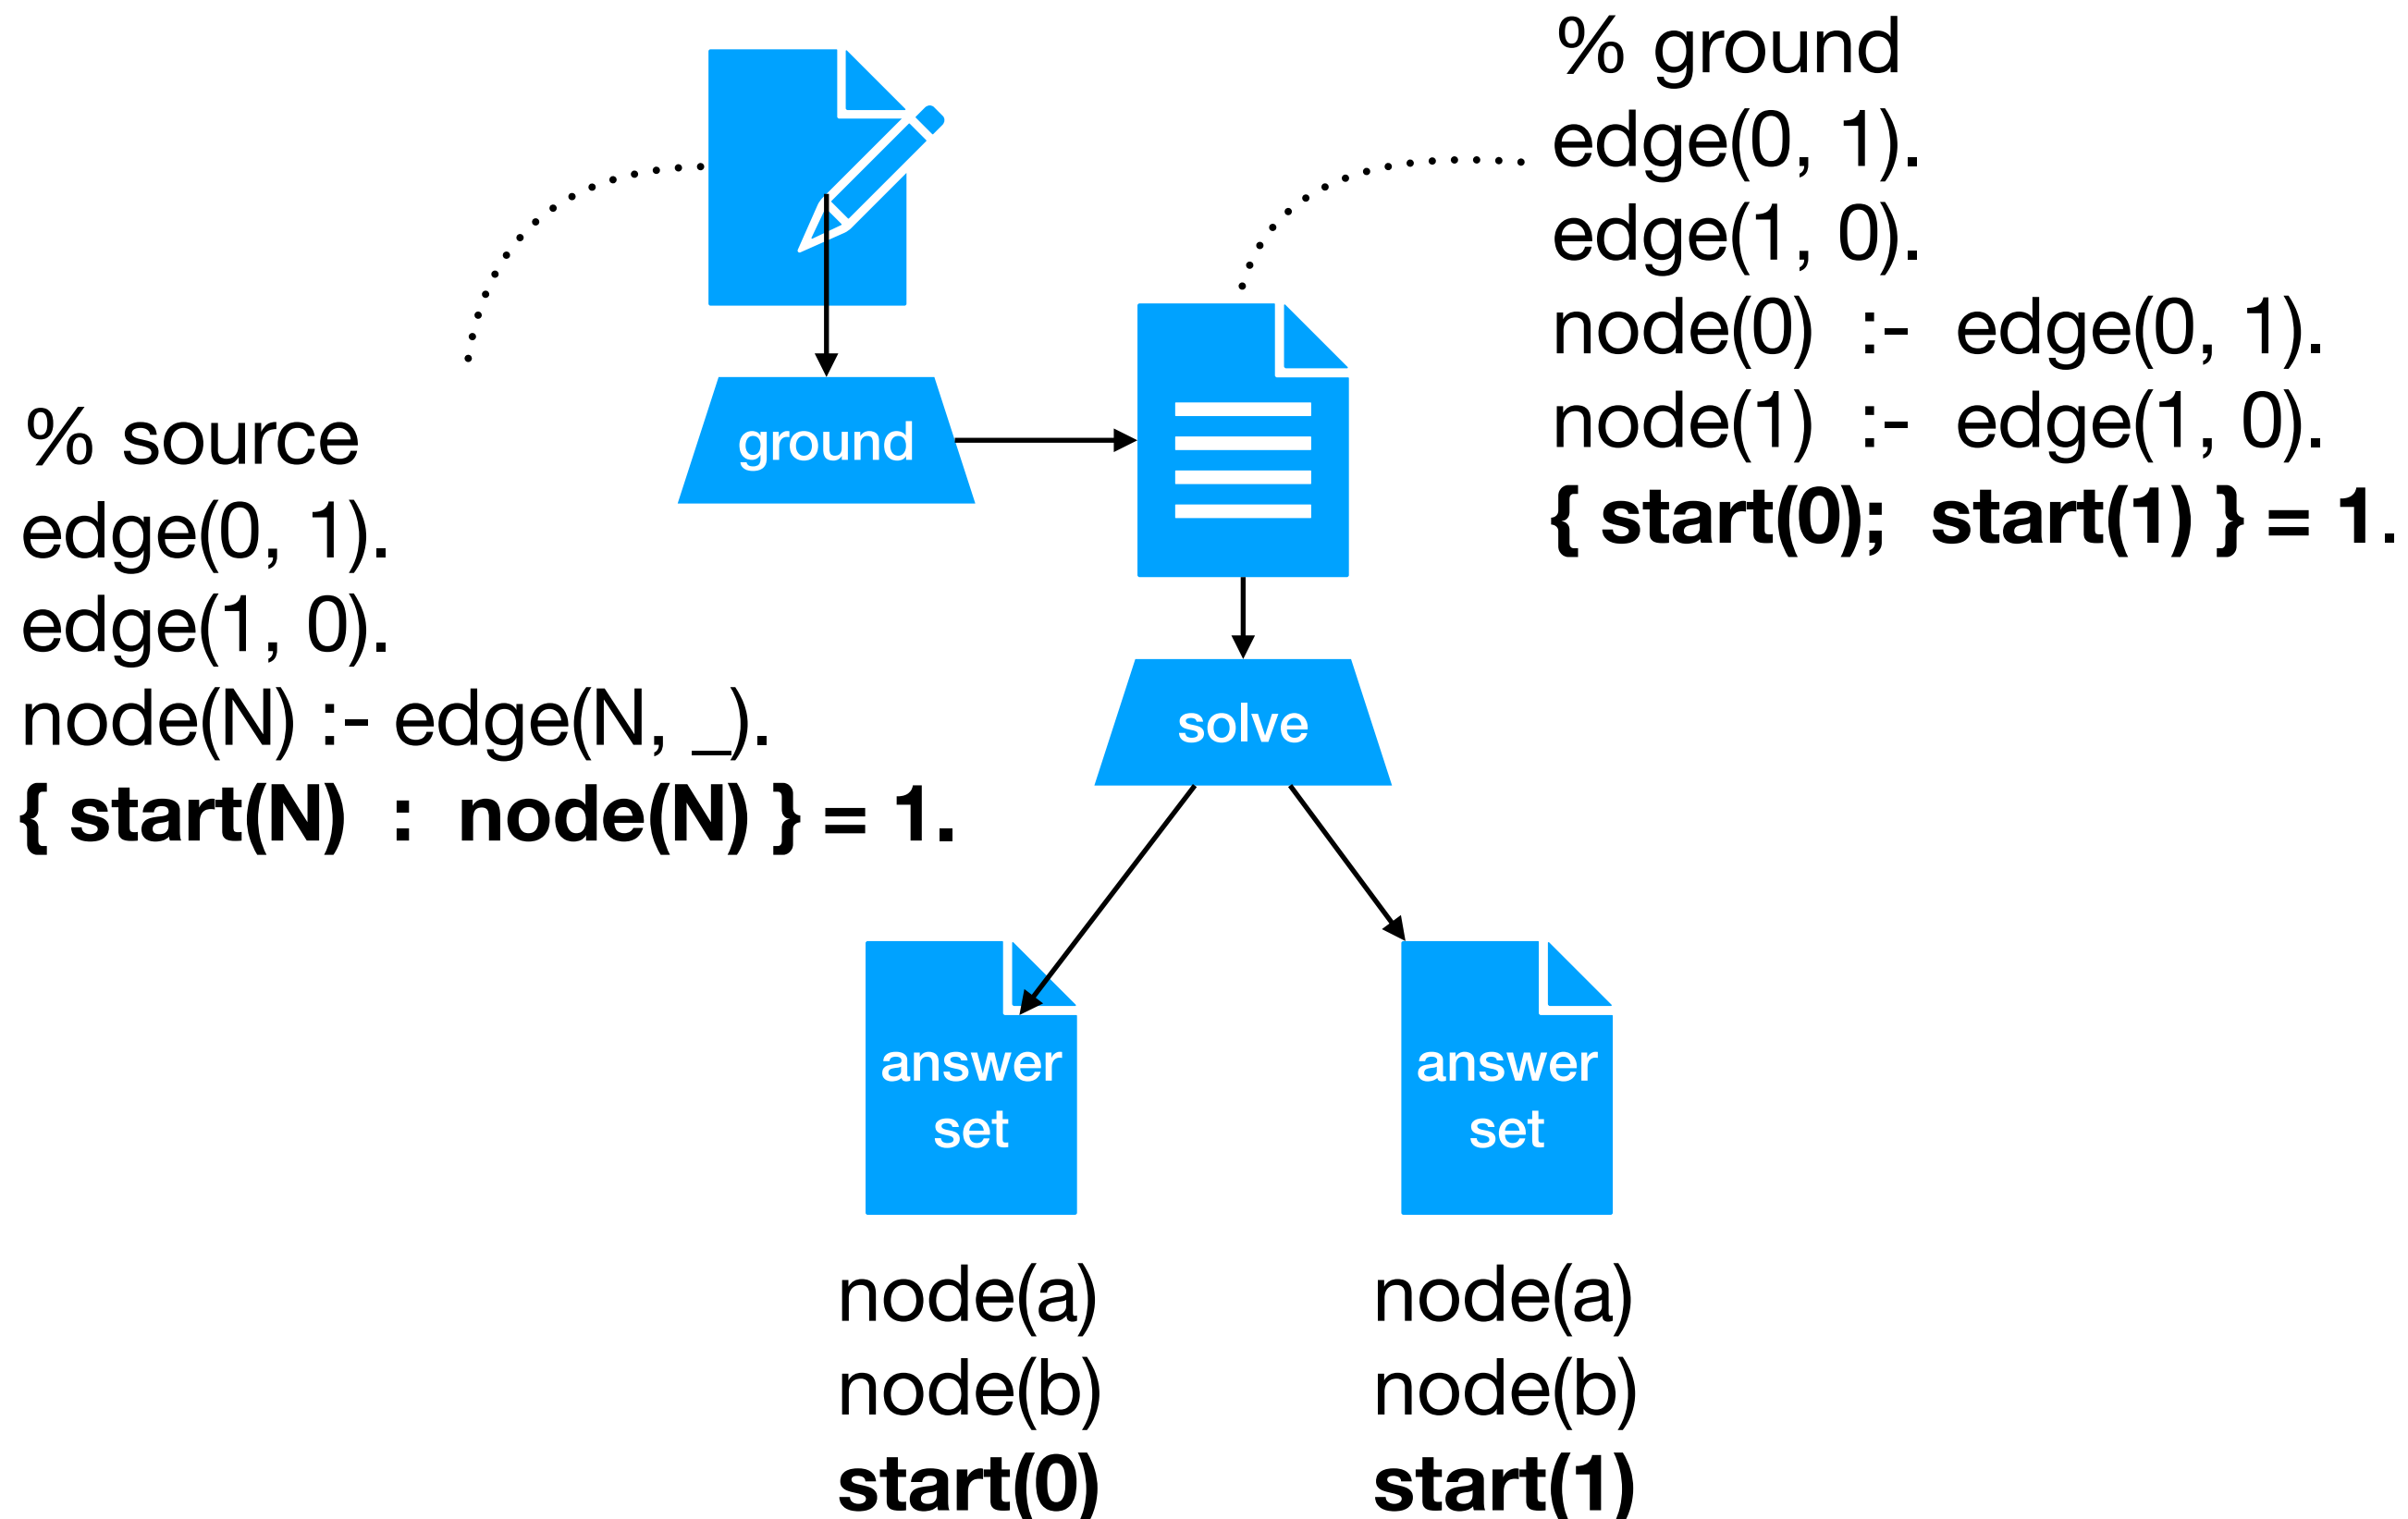 % source
edge(0, 1).
edge(1, 0).
node(N) :- edge(N, _).
{ start(N) : node(N) } = 1.
ground
% ground
edge(0, 1).
edge(1, 0).
node(0) :- edge(0, 1).
node(1) :- edge(1, 0).
{ start(0); start(1) } = 1.
solve
answer
set
node(a)
node(b)
start(0)
answer
set
node(a)
node(b)
start(1)